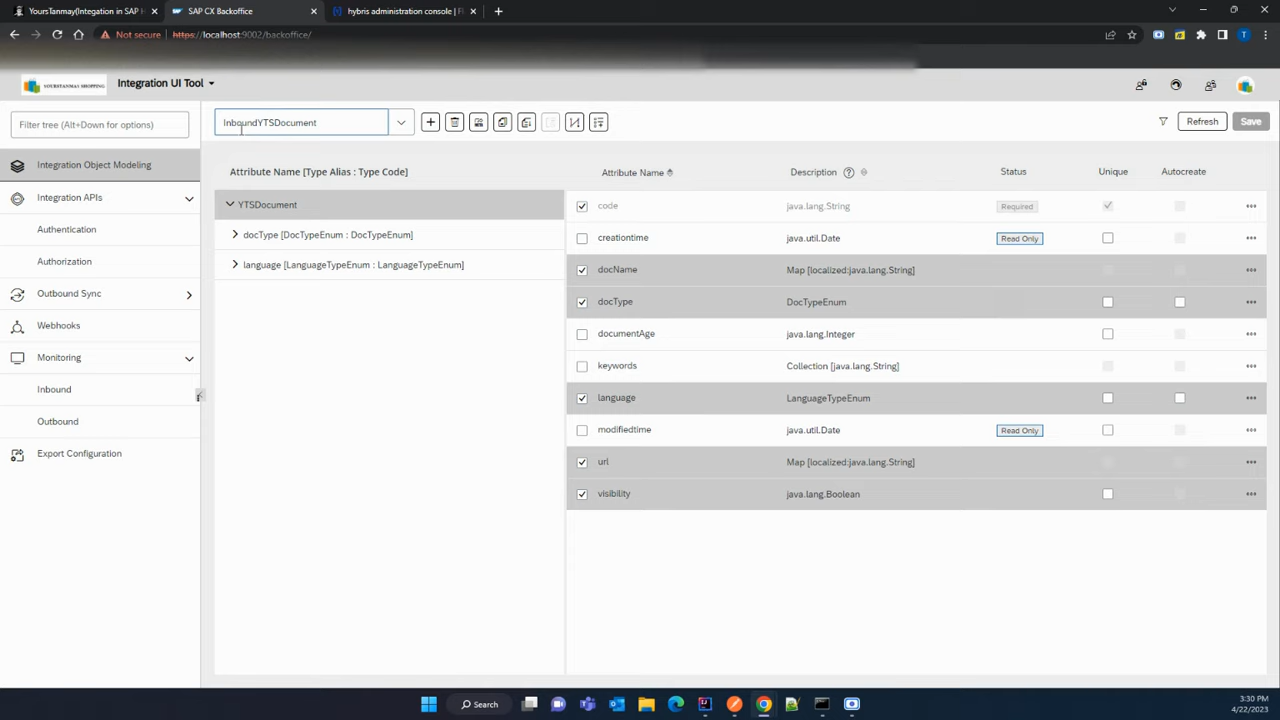 YoursTanmay(Integation in SAP H
SAP CX Backoffice
hybris administration console | FL
Not secure
https://localhost:9002/backoffice/
YOURSTANMAY SHOPPING
Integration UI Tool
Filter tree (Alt+Down for options)
InboundYTSDocument
Refresh
Save
Integration Object Modeling
Integration APIs
Authentication
Authorization
Outbound Sync
Webhooks
Monitoring
Inbound
Outbound
Export Configuration
Attribute Name [Type Alias : Type Code]
YTSDocument
docType [DocTypeEnum : DocTypeEnum]
language [LanguageTypeEnum : LanguageTypeEnum]
Attribute Name Description ? Status Unique Autocreate
code java.lang.String Required
creationtime java.util.Date Read Only
docName Map [localized:java.lang.String]
docType DocTypeEnum
documentAge java.lang.Integer
keywords Collection [java.lang.String]
language LanguageTypeEnum
modifiedtime java.util.Date Read Only
url Map [localized:java.lang.String]
visibility java.lang.Boolean
Search
3:30 PM
4/22/2023